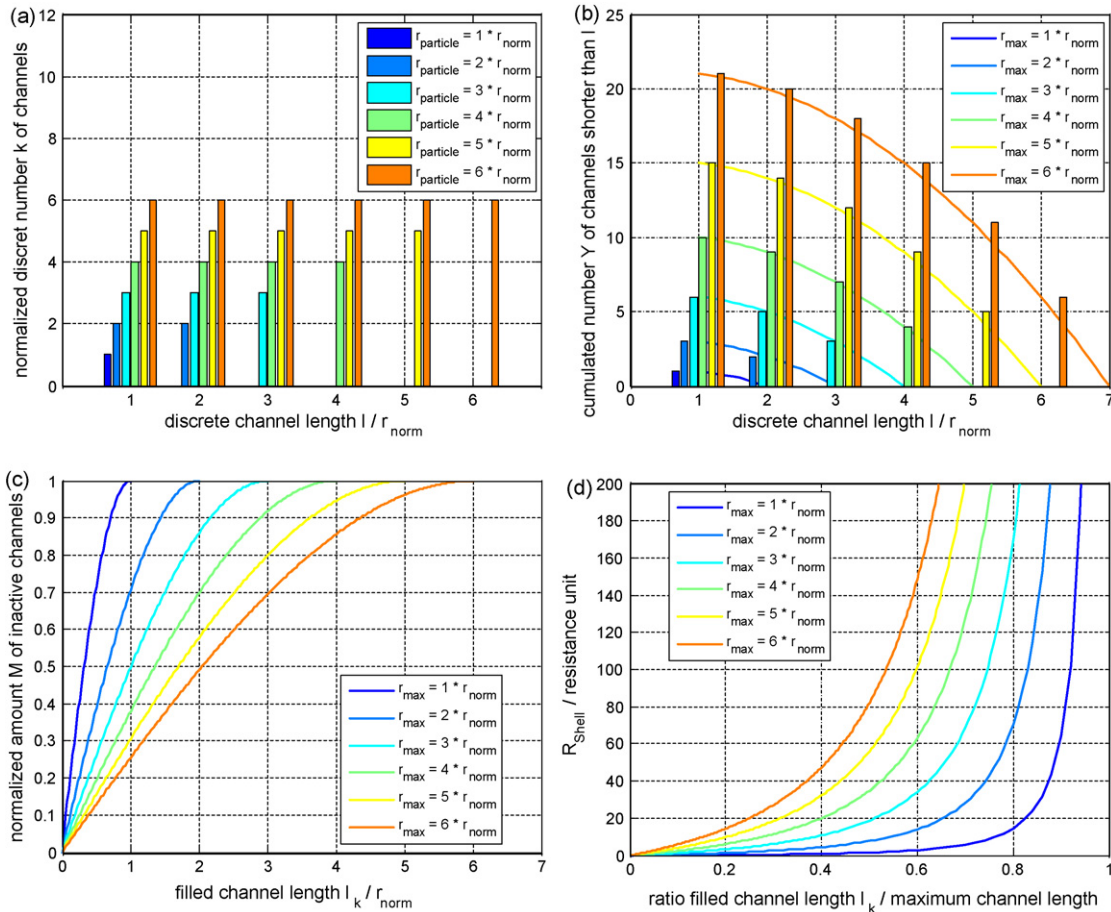 (a)
normalized discret number k of channels
12
10
8
6
4
2
0
0 1 2 3 4 5 6 7
discrete channel length l / r_norm
r_particle = 1 * r_norm
r_particle = 2 * r_norm
r_particle = 3 * r_norm
r_particle = 4 * r_norm
r_particle = 5 * r_norm
r_particle = 6 * r_norm
(b)
cumulated number Y of channels shorter than l
25
20
15
10
5
0
0 1 2 3 4 5 6 7
discrete channel length l / r_norm
r_max = 1 * r_norm
r_max = 2 * r_norm
r_max = 3 * r_norm
r_max = 4 * r_norm
r_max = 5 * r_norm
r_max = 6 * r_norm
(c)
normalized amount M of inactive channels
1
0.9
0.8
0.7
0.6
0.5
0.4
0.3
0.2
0.1
0
0 1 2 3 4 5 6 7
filled channel length l_k / r_norm
r_max = 1 * r_norm
r_max = 2 * r_norm
r_max = 3 * r_norm
r_max = 4 * r_norm
r_max = 5 * r_norm
r_max = 6 * r_norm
(d)
R_Shell / resistance unit
200
160
120
100
80
60
40
20
0
0 0.2 0.4 0.6 0.8 1
ratio filled channel length l_k / maximum channel length
r_max = 1 * r_norm
r_max = 2 * r_norm
r_max = 3 * r_norm
r_max = 4 * r_norm
r_max = 5 * r_norm
r_max = 6 * r_norm